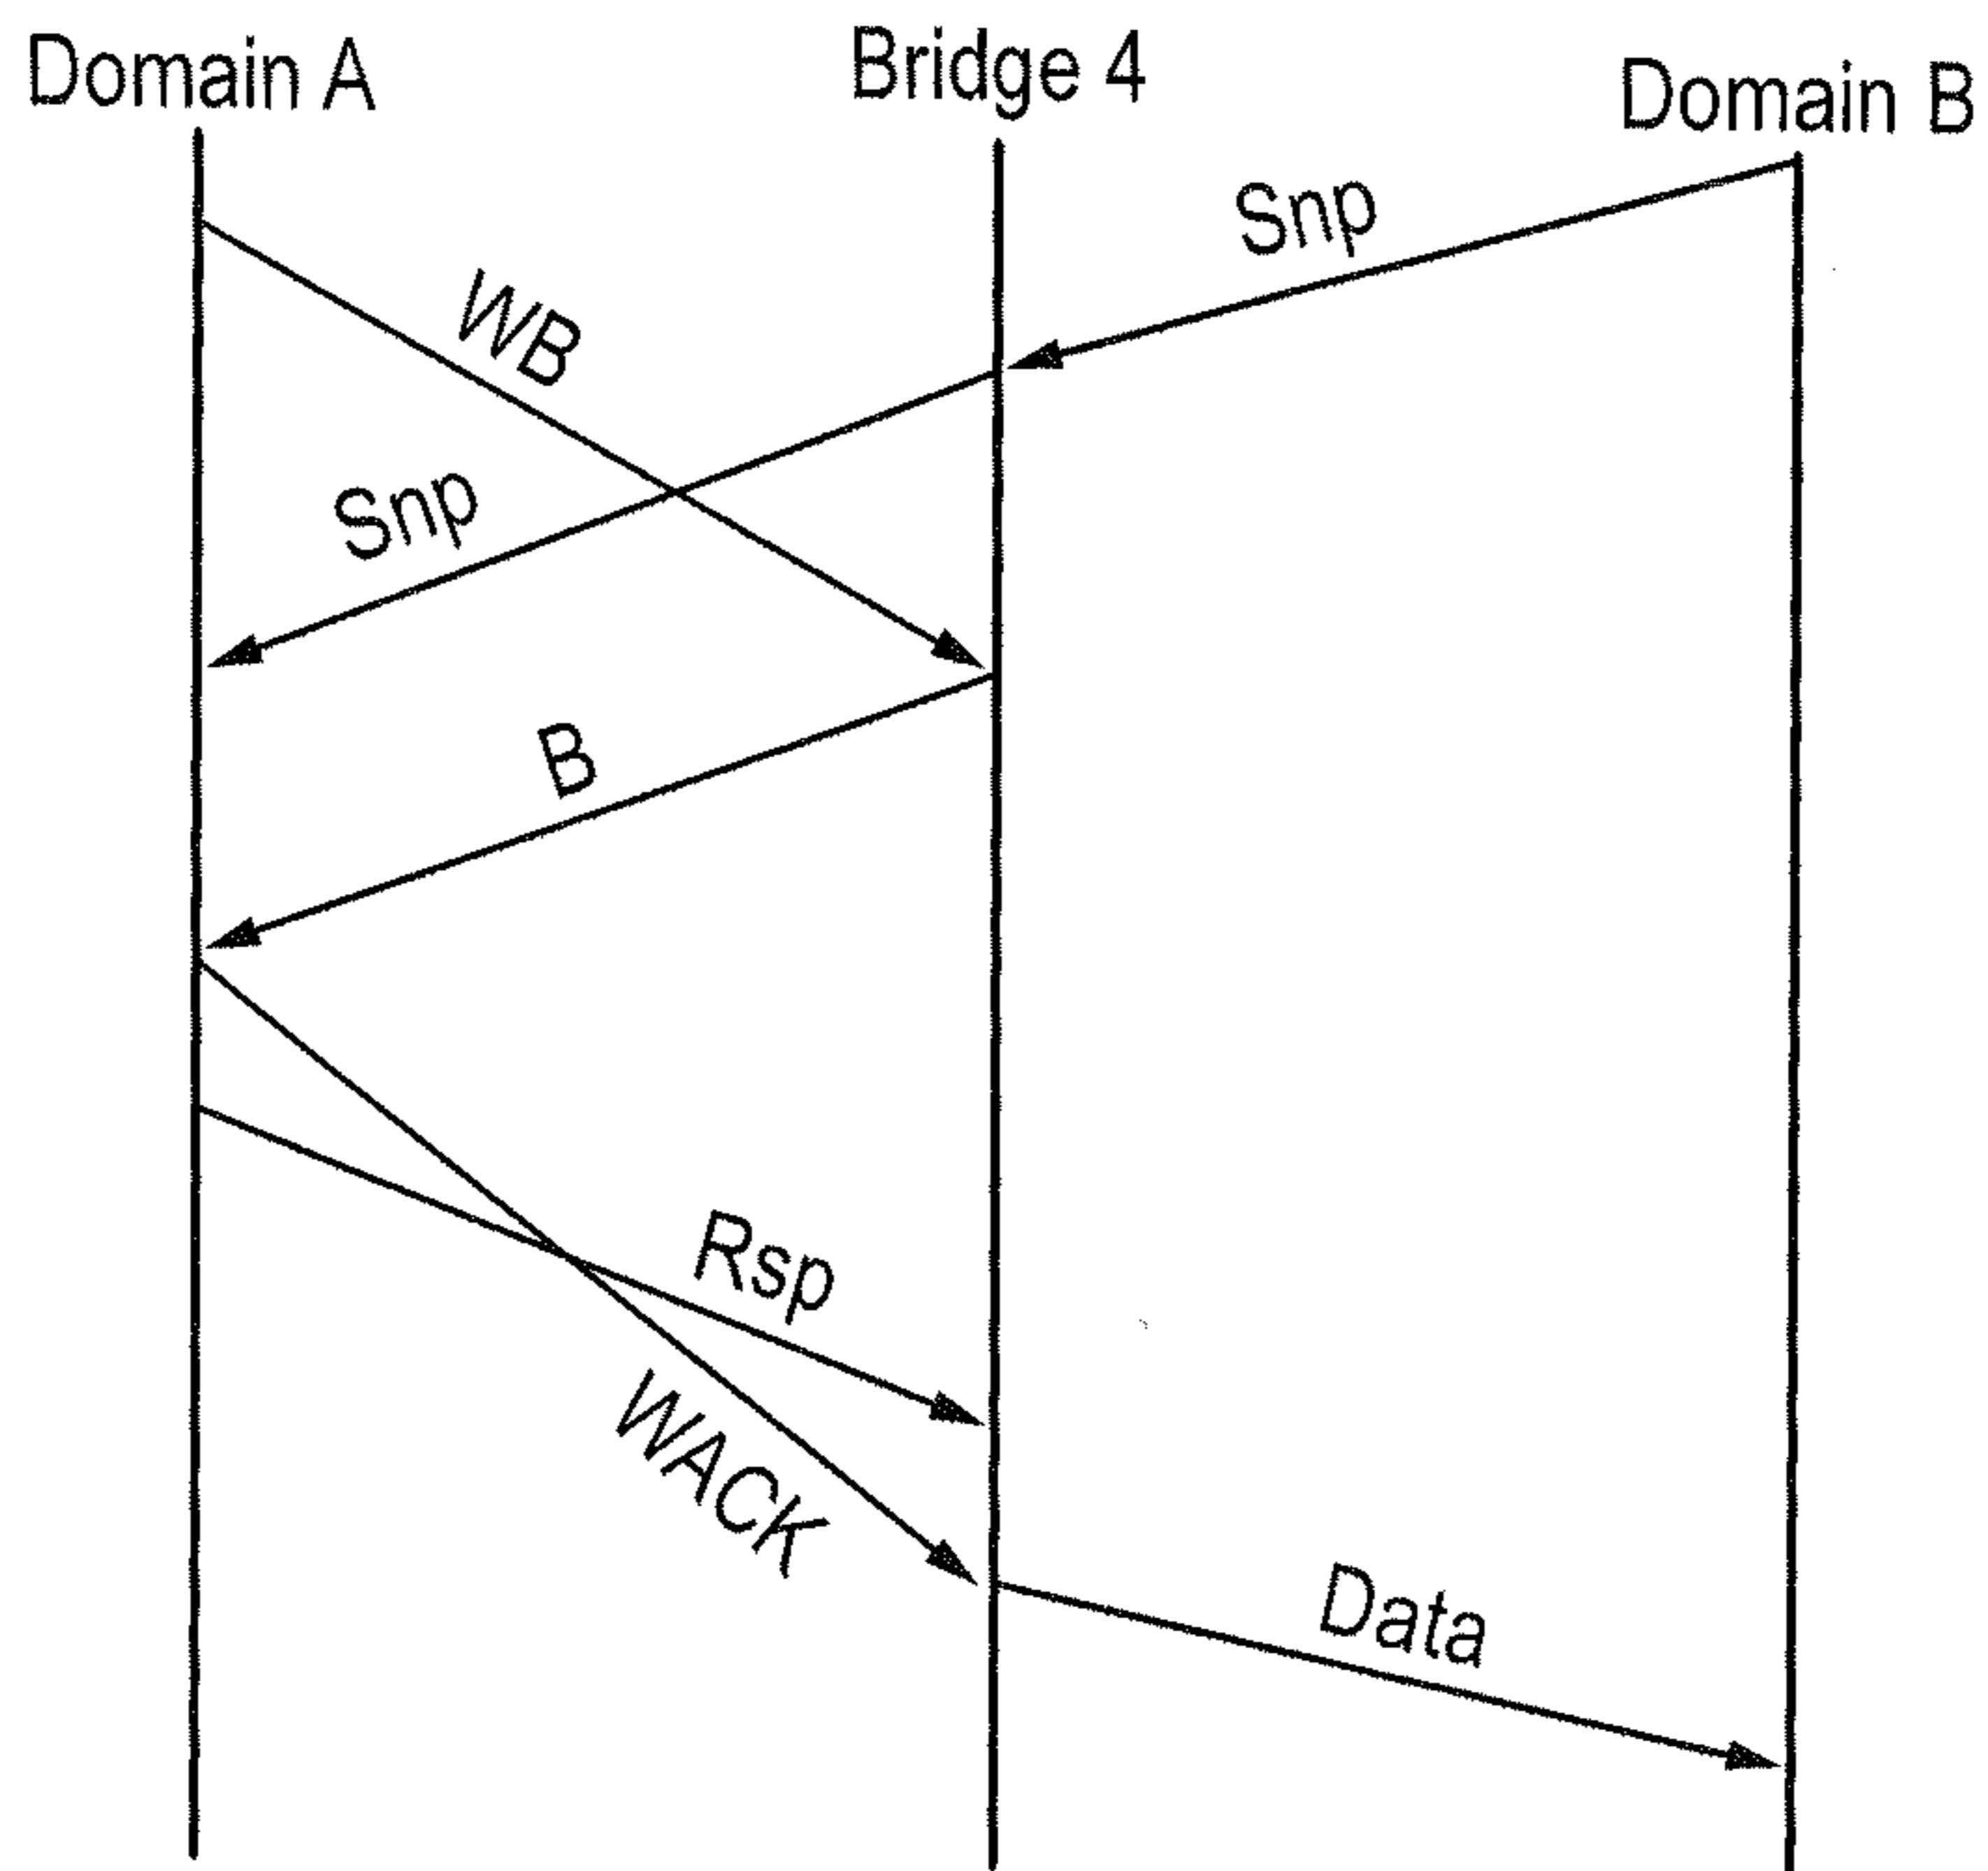 Domain A
Bridge 4
Domain B
Snp
WB
Snp
B
Rsp
WACK
Data